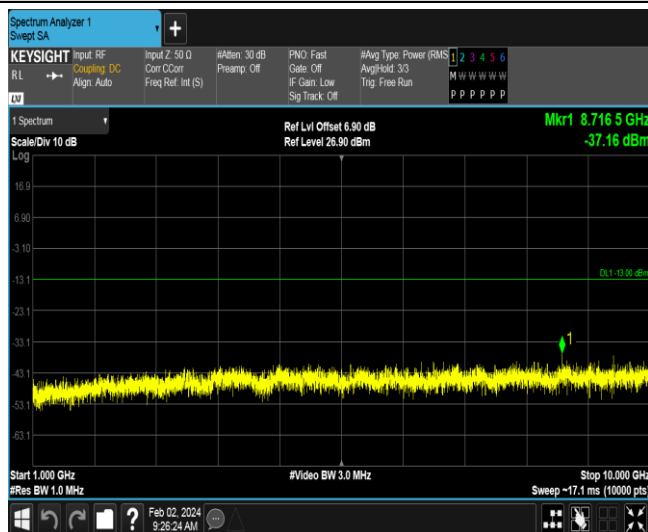 Spectrum Analyzer 1
Swept SA
KEYSIGHT
RL
Input: RF
Coupling: DC
Align: Auto
Input Z: 50 Ω
Corr CCorr
Freq Ref: Int (S)
#Atten: 30 dB
Preamp: Off
PNO: Fast
Gate: Off
IF Gain: Low
Sig Track: Off
#Avg Type: Power (RMS
Avg|Hold: 3/3
Trig: Free Run
1 2 3 4 5 6
M W W W W W
P P P P P P
1 Spectrum
Scale/Div 10 dB
Log
Ref Lvl Offset 6.90 dB
Ref Level 26.90 dBm
Mkr1 8.716 5 GHz
-37.16 dBm
16.9
6.90
-3.10
-13.1
DL1 -13.00 dBm
-23.1
-33.1
1
-43.1
-53.1
-63.1
Start 1.000 GHz
#Res BW 1.0 MHz
#Video BW 3.0 MHz
Stop 10.000 GHz
Sweep ~17.1 ms (10000 pts)
?
Feb 02, 2024
9:26:24 AM